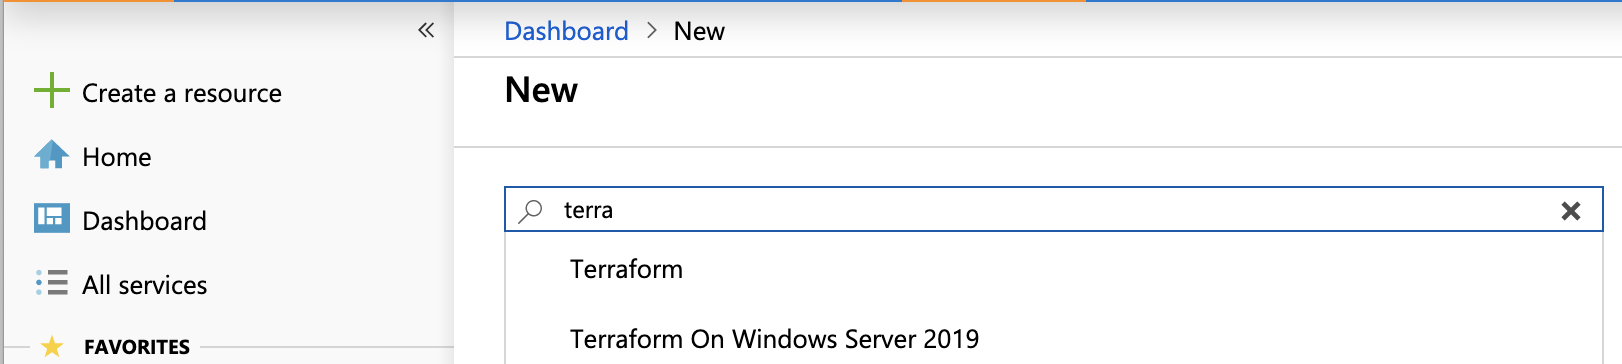 «
Dashboard > New
Create a resource
Home
Dashboard
All services
FAVORITES
New
terra
Terraform
Terraform On Windows Server 2019